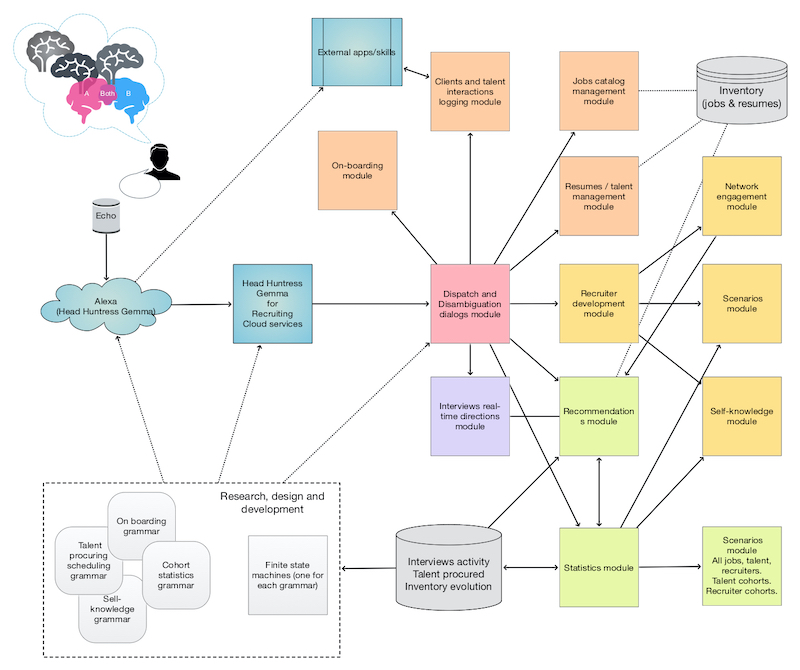 A
Both
B
External apps/skills
Clients and talent
interactions
logging module
Jobs catalog
management
module
Inventory
(jobs & resumes)
On-boarding
module
Resumes / talent
management
module
Network
engagement
module
Echo
Alexa
(Head Huntress Gemma)
Head Huntress
Gemma
for
Recruiting
Cloud services
Dispatch and
Disambiguation
dialogs module
Recruiter
development
module
Scenarios
module
Interviews real-
time directions
module
Recommendation
s module
Self-knowledge
module
Research, design and
development
On boarding
grammar
Talent
procuring
scheduling
grammar
Cohort
statistics
grammar
Sell-
knowledge
grammar
Finite state
machines (one for
each grammar)
Interviews activity
Talent procured
Inventory evolution
Statistics module
Scenarios
module
All jobs, talent,
recruiters.
Talent cohorts.
Recruiter cohorts.